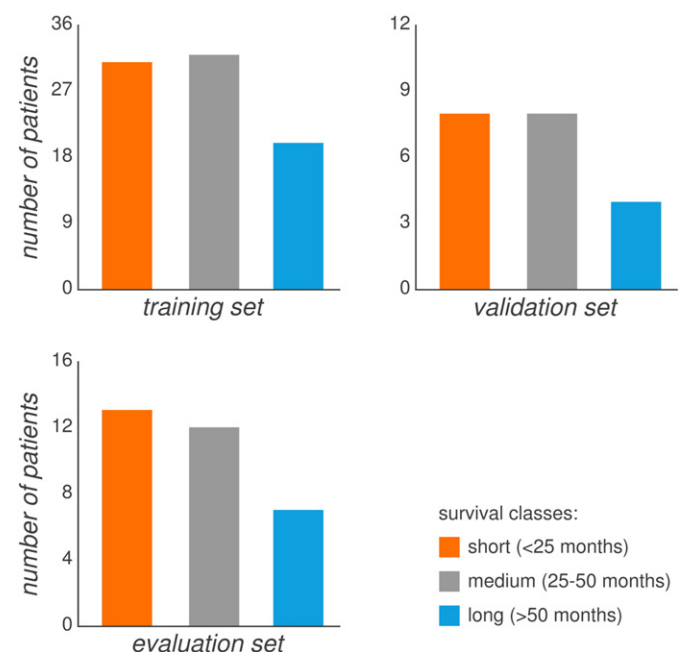 number of patients
36
27
18
9
0
training set
12
9
6
3
0
validation set
number of patients
16
12
8
4
0
evaluation set
survival classes:
short (<25 months)
medium (25-50 months)
long (>50 months)